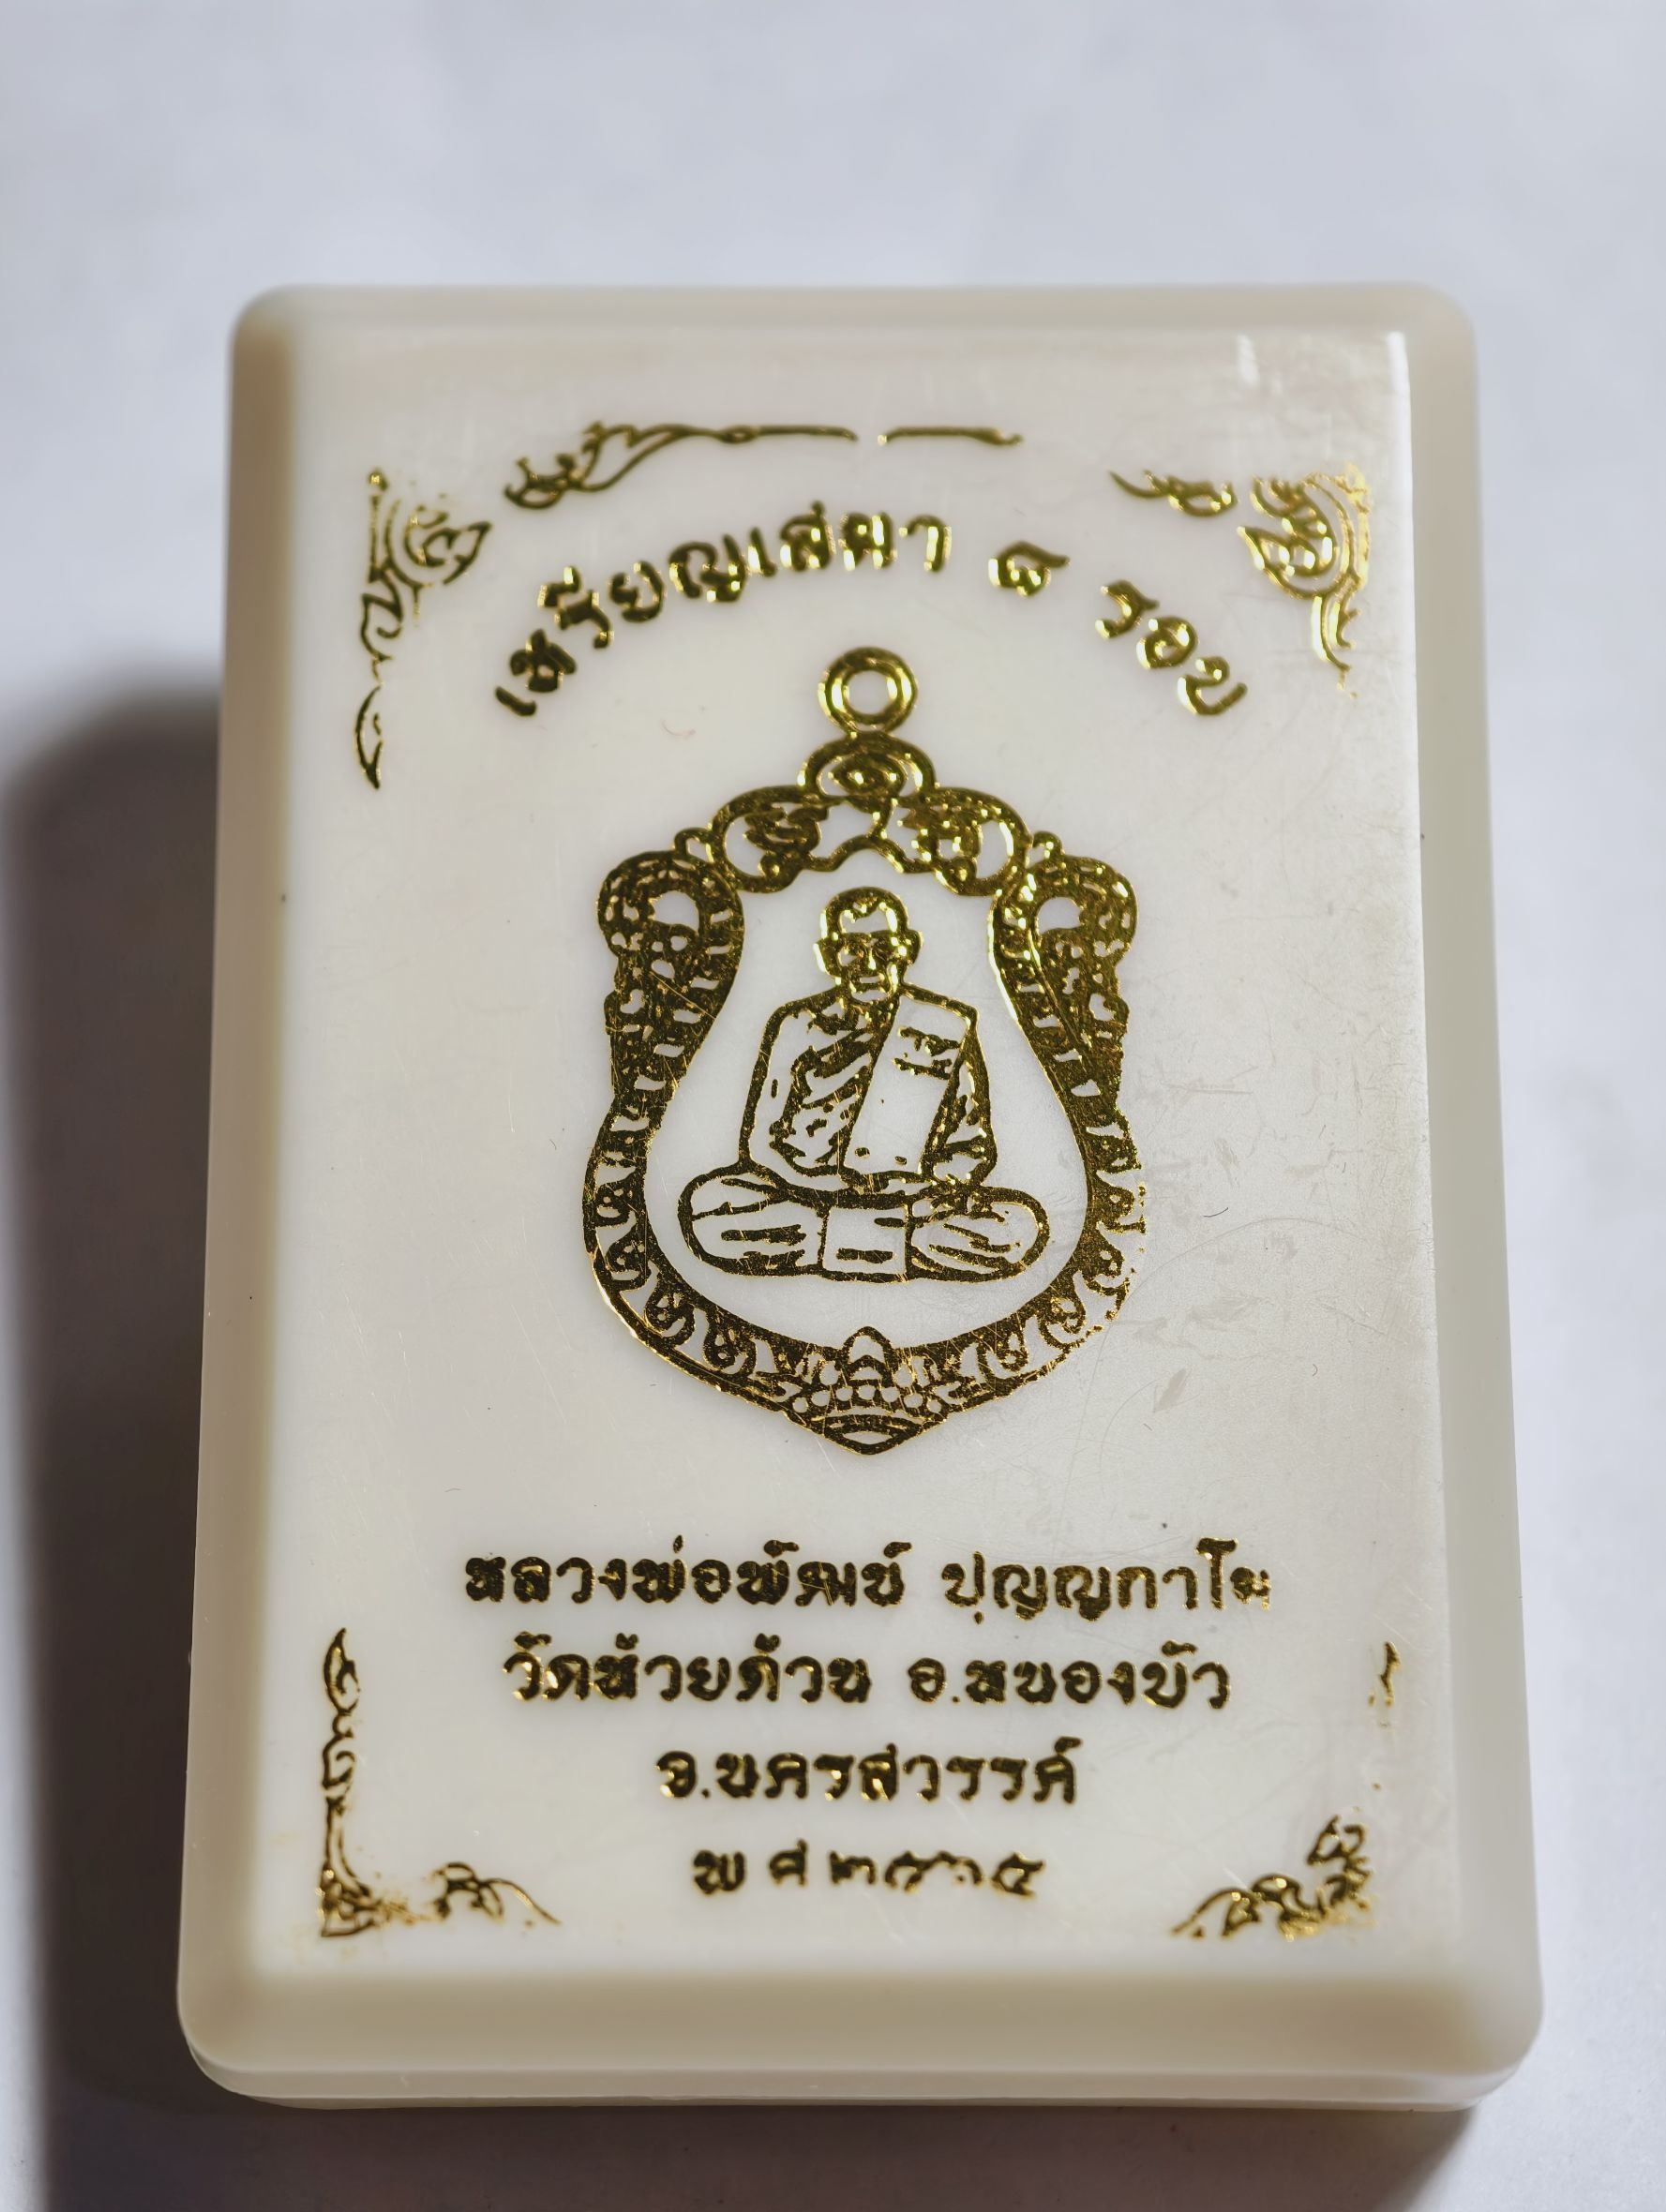 เหรียญเสมา ๘ รอบ
หลวงพ่อพัฒน์ ปุญญกาโม
วัดห้วยด้วน อ.หนองบัว
จ.นครสวรรค์
พ ศ ๒๕๖๕